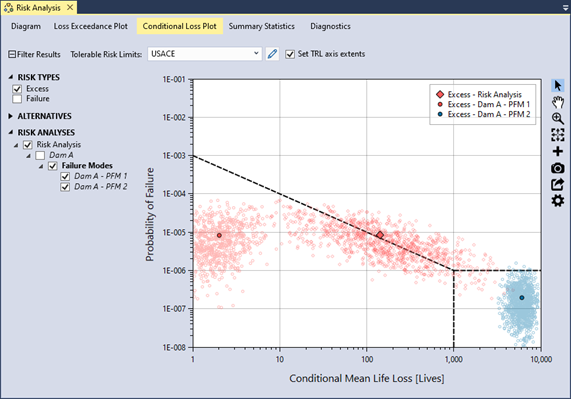 Risk Analysis
Diagram Loss Exceedance Plot Conditional Loss Plot Summary Statistics Diagnostics
Filter Results Tolerable Risk Limits: USACE Set TRL axis extents
RISK TYPES
Excess
Failure
ALTERNATIVES
RISK ANALYSES
Risk Analysis
Dam A
Failure Modes
Dam A - PFM 1
Dam A - PFM 2
Probability of Failure
1E-001
1E-002
1E-003
1E-004
1E-005
1E-006
1E-007
1E-008
Excess - Risk Analysis
Excess - Dam A - PFM 1
Excess - Dam A - PFM 2
1 10 100 1,000 10,000
Conditional Mean Life Loss [Lives]